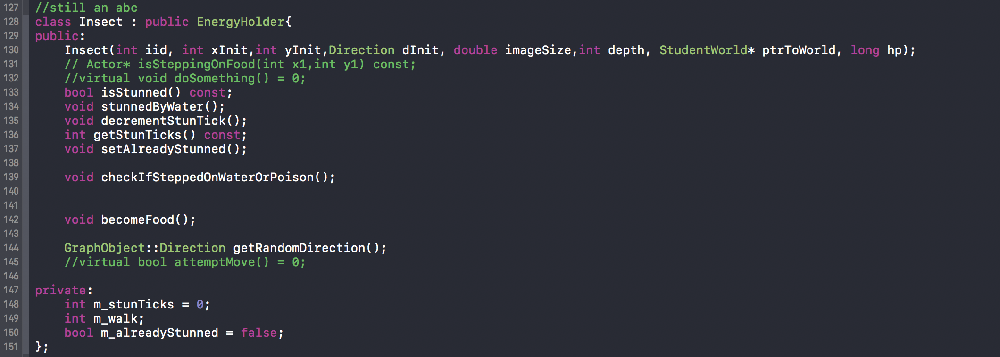 127 //still an abc
128 class Insect : public EnergyHolder{
129 public:
130     Insect(int iid, int xInit,int yInit,Direction dInit, double imageSize,int depth, StudentWorld* ptrToWorld, long hp);
131     // Actor* isSteppingOnFood(int x1,int y1) const;
132     //virtual void doSomething() = 0;
133     bool isStunned() const;
134     void stunnedByWater();
135     void decrementStunTick();
136     int getStunTicks() const;
137     void setAlreadyStunned();
138
139     void checkIfSteppedOnWaterOrPoison();
140
141
142     void becomeFood();
143
144     GraphObject::Direction getRandomDirection();
145     //virtual bool attemptMove() = 0;
146
147 private:
148     int m_stunTicks = 0;
149     int m_walk;
150     bool m_alreadyStunned = false;
151 };